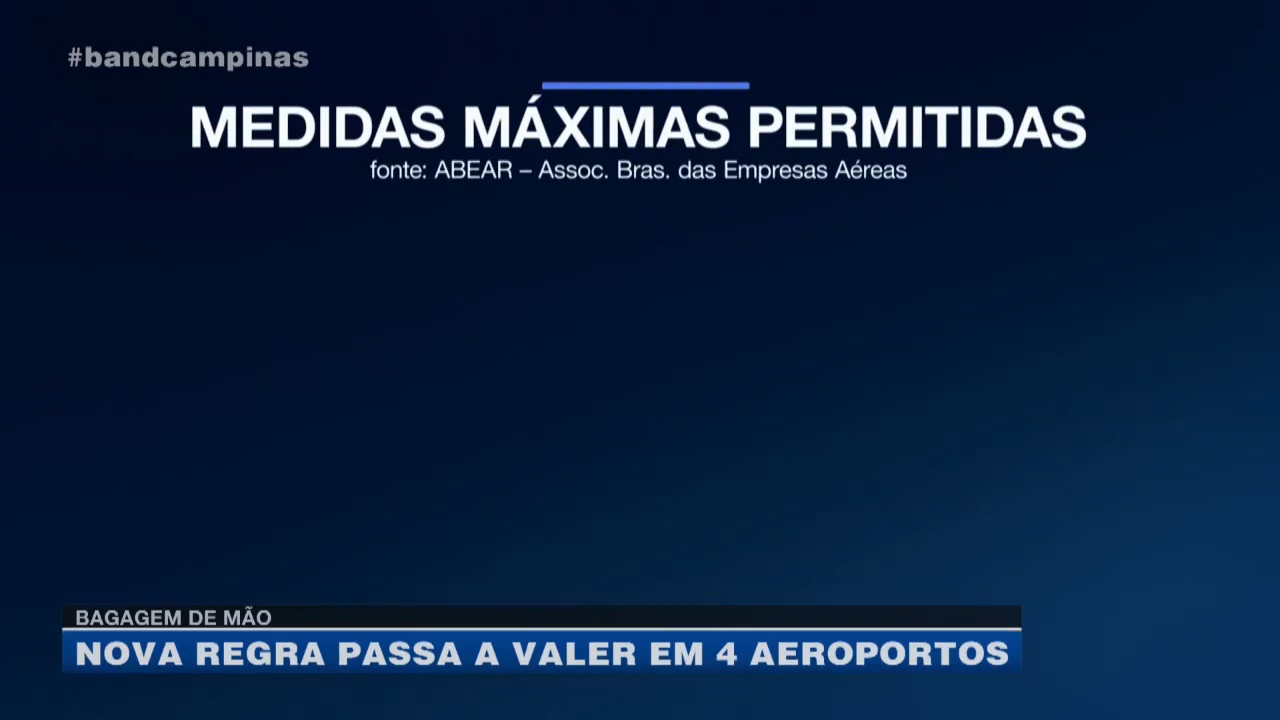 #bandcampinas
MEDIDAS MÁXIMAS PERMITIDAS
fonte: ABEAR – Assoc. Bras. das Empresas Aéreas
BAGAGEM DE MÃO
NOVA REGRA PASSA A VALER EM 4 AEROPORTOS